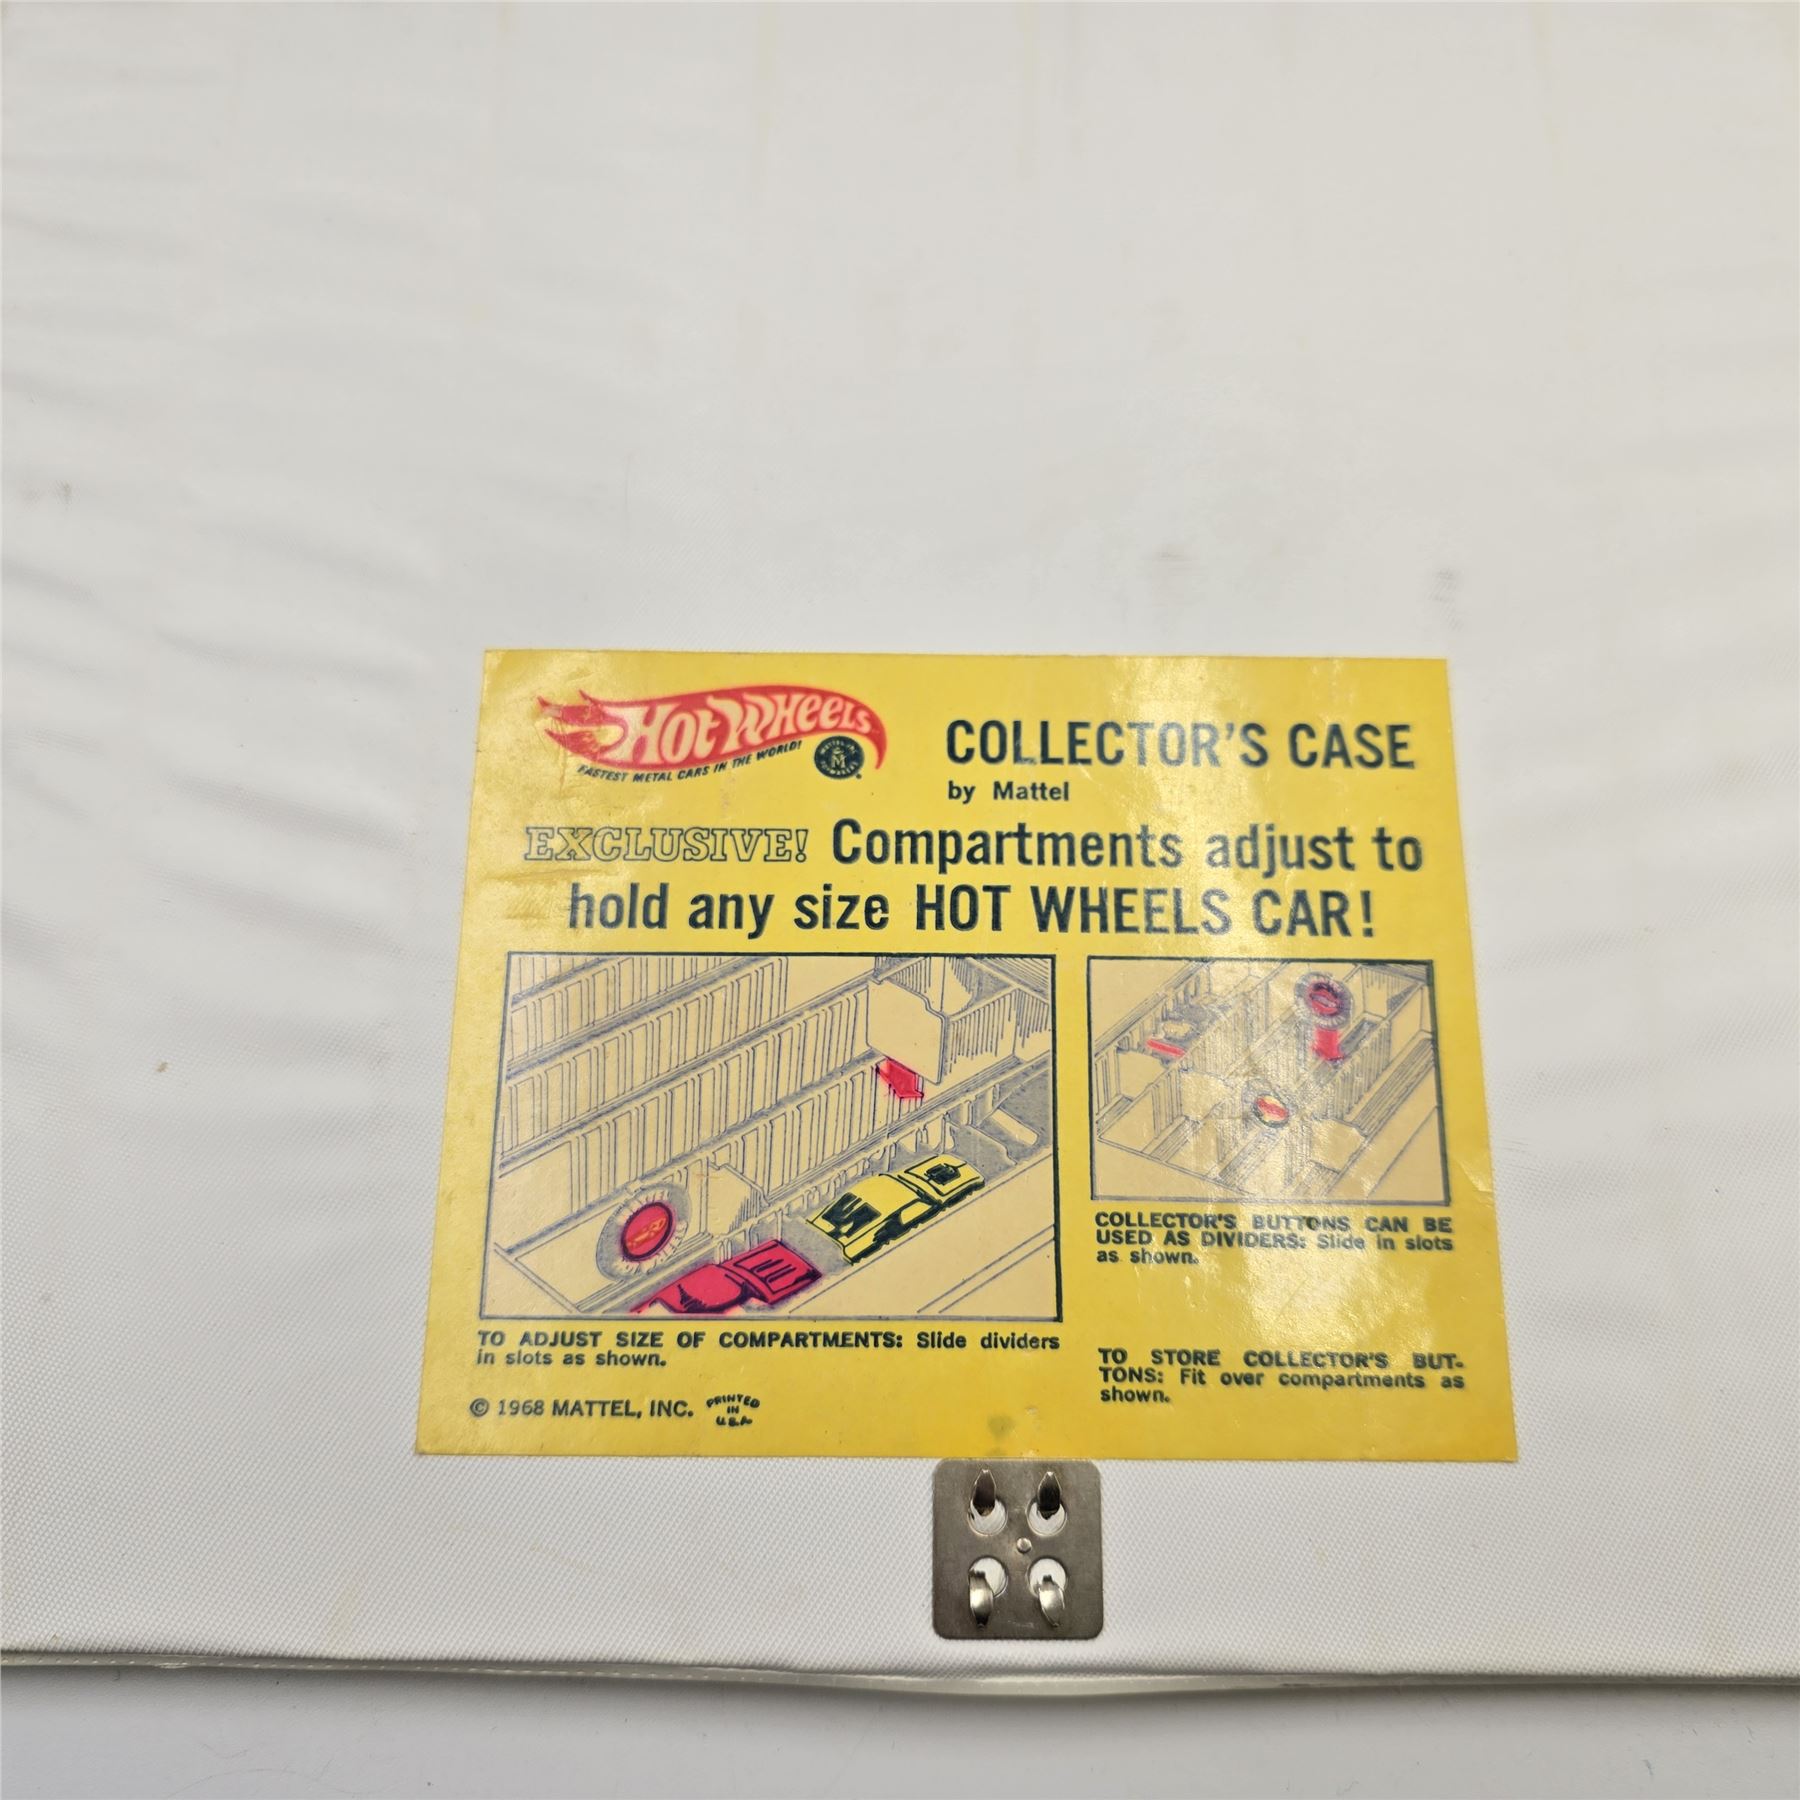 Hot Wheels
FASTEST METAL CARS IN THE WORLD!
COLLECTOR'S CASE
by Mattel
EXCLUSIVE! Compartments adjust to
hold any size HOT WHEELS CAR!
TO ADJUST SIZE OF COMPARTMENTS: Slide dividers
in slots as shown.
COLLECTOR'S BUTTONS CAN BE
USED AS DIVIDERS: Slide in slots
as shown.
TO STORE COLLECTOR'S BUT-
TONS: Fit over compartments as
shown.
© 1968 MATTEL, INC.
PRINTED
IN
U.S.A.